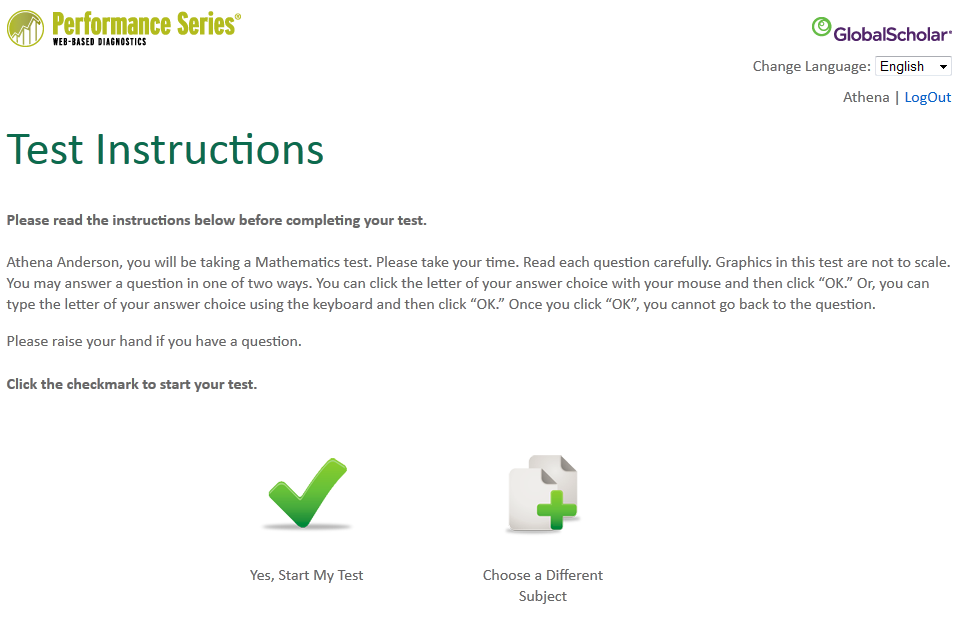 Performance Series®
WEB-BASED DIAGNOSTICS
GlobalScholar
Change Language: English
Athena | LogOut
Test Instructions
Please read the instructions below before completing your test.
Athena Anderson, you will be taking a Mathematics test. Please take your time. Read each question carefully. Graphics in this test are not to scale.
You may answer a question in one of two ways. You can click the letter of your answer choice with your mouse and then click “OK.” Or, you can
type the letter of your answer choice using the keyboard and then click “OK.” Once you click “OK”, you cannot go back to the question.
Please raise your hand if you have a question.
Click the checkmark to start your test.
Yes, Start My Test
Choose a Different
Subject